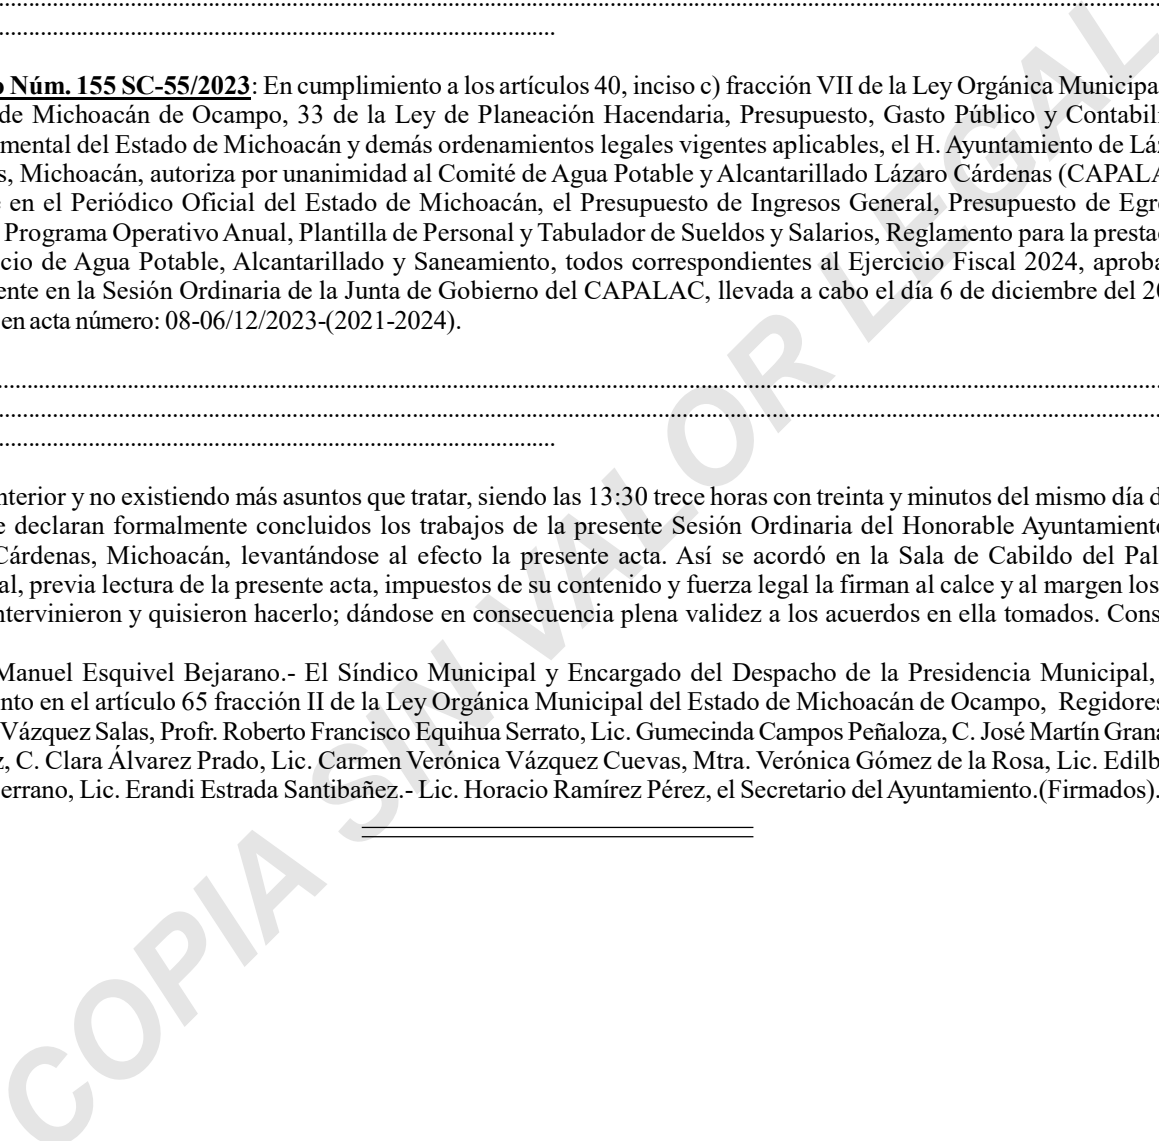 o Núm. 155 SC-55/2023: En cumplimiento a los artículos 40, inciso c) fracción VII de la Ley Orgánica Municipa
de Michoacán de Ocampo, 33 de la Ley de Planeación Hacendaria, Presupuesto, Gasto Público y Contabili
mental del Estado de Michoacán y demás ordenamientos legales vigentes aplicables, el H. Ayuntamiento de Láz
s, Michoacán, autoriza por unanimidad al Comité de Agua Potable y Alcantarillado Lázaro Cárdenas (CAPALA
e en el Periódico Oficial del Estado de Michoacán, el Presupuesto de Ingresos General, Presupuesto de Egre
Programa Operativo Anual, Plantilla de Personal y Tabulador de Sueldos y Salarios, Reglamento para la prestac
cio de Agua Potable, Alcantarillado y Saneamiento, todos correspondientes al Ejercicio Fiscal 2024, aproba
ente en la Sesión Ordinaria de la Junta de Gobierno del CAPALAC, llevada a cabo el día 6 de diciembre del 20
en acta número: 08-06/12/2023-(2021-2024).
nterior y no existiendo más asuntos que tratar, siendo las 13:30 trece horas con treinta y minutos del mismo día d
e declaran formalmente concluidos los trabajos de la presente Sesión Ordinaria del Honorable Ayuntamiento
Cárdenas, Michoacán, levantándose al efecto la presente acta. Así se acordó en la Sala de Cabildo del Pal
al, previa lectura de la presente acta, impuestos de su contenido y fuerza legal la firman al calce y al margen los
ntervinieron y quisieron hacerlo; dándose en consecuencia plena validez a los acuerdos en ella tomados. Cons
Manuel Esquivel Bejarano.- El Síndico Municipal y Encargado del Despacho de la Presidencia Municipal,
nto en el artículo 65 fracción II de la Ley Orgánica Municipal del Estado de Michoacán de Ocampo, Regidores
Vázquez Salas, Profr. Roberto Francisco Equihua Serrato, Lic. Gumecinda Campos Peñaloza, C. José Martín Grana
z, C. Clara Álvarez Prado, Lic. Carmen Verónica Vázquez Cuevas, Mtra. Verónica Gómez de la Rosa, Lic. Edilb
errano, Lic. Erandi Estrada Santibañez.- Lic. Horacio Ramírez Pérez, el Secretario del Ayuntamiento.(Firmados).
COPIA SIN VALOR LEGAL